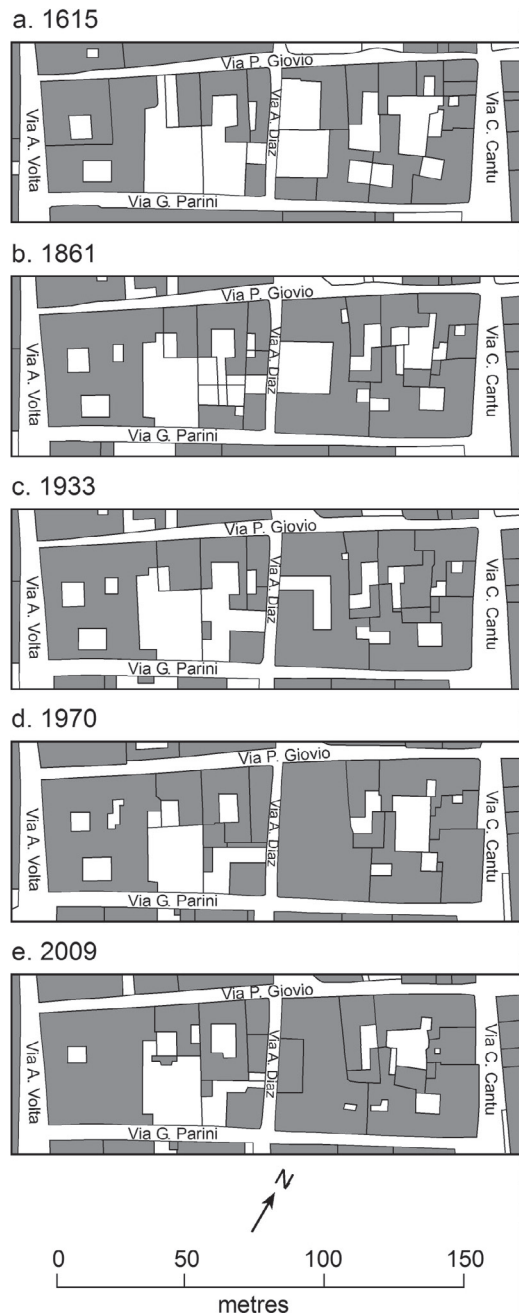 a. 1615
Via P. Giovio
Via A. Volta
Via A. Diaz
Via C. Cantu
Via G. Parini
b. 1861
Via P. Giovio
Via A. Volta
Via A. Diaz
Via C. Cantu
Via G. Parini
c. 1933
Via P. Giovio
Via A. Volta
Via A. Diaz
Via C. Cantu
Via G. Parini
d. 1970
Via P. Giovio
Via A. Volta
Via A. Diaz
Via C. Cantu
Via G. Parini
e. 2009
Via P. Giovio
Via A. Volta
Via A. Diaz
Via C. Cantu
Via G. Parini
N
0 50 100 150
metres